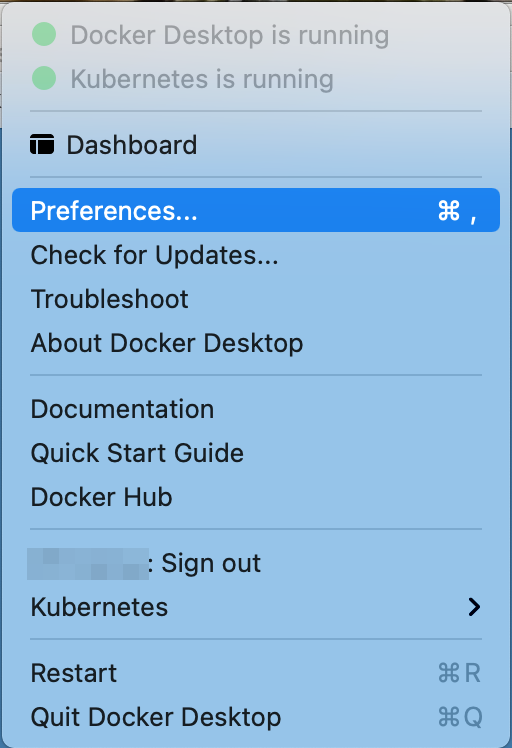 Docker Desktop is running
Kubernetes is running
Dashboard
Preferences... ⌘ ,
Check for Updates...
Troubleshoot
About Docker Desktop
Documentation
Quick Start Guide
Docker Hub
: Sign out
Kubernetes
Restart ⌘R
Quit Docker Desktop ⌘Q